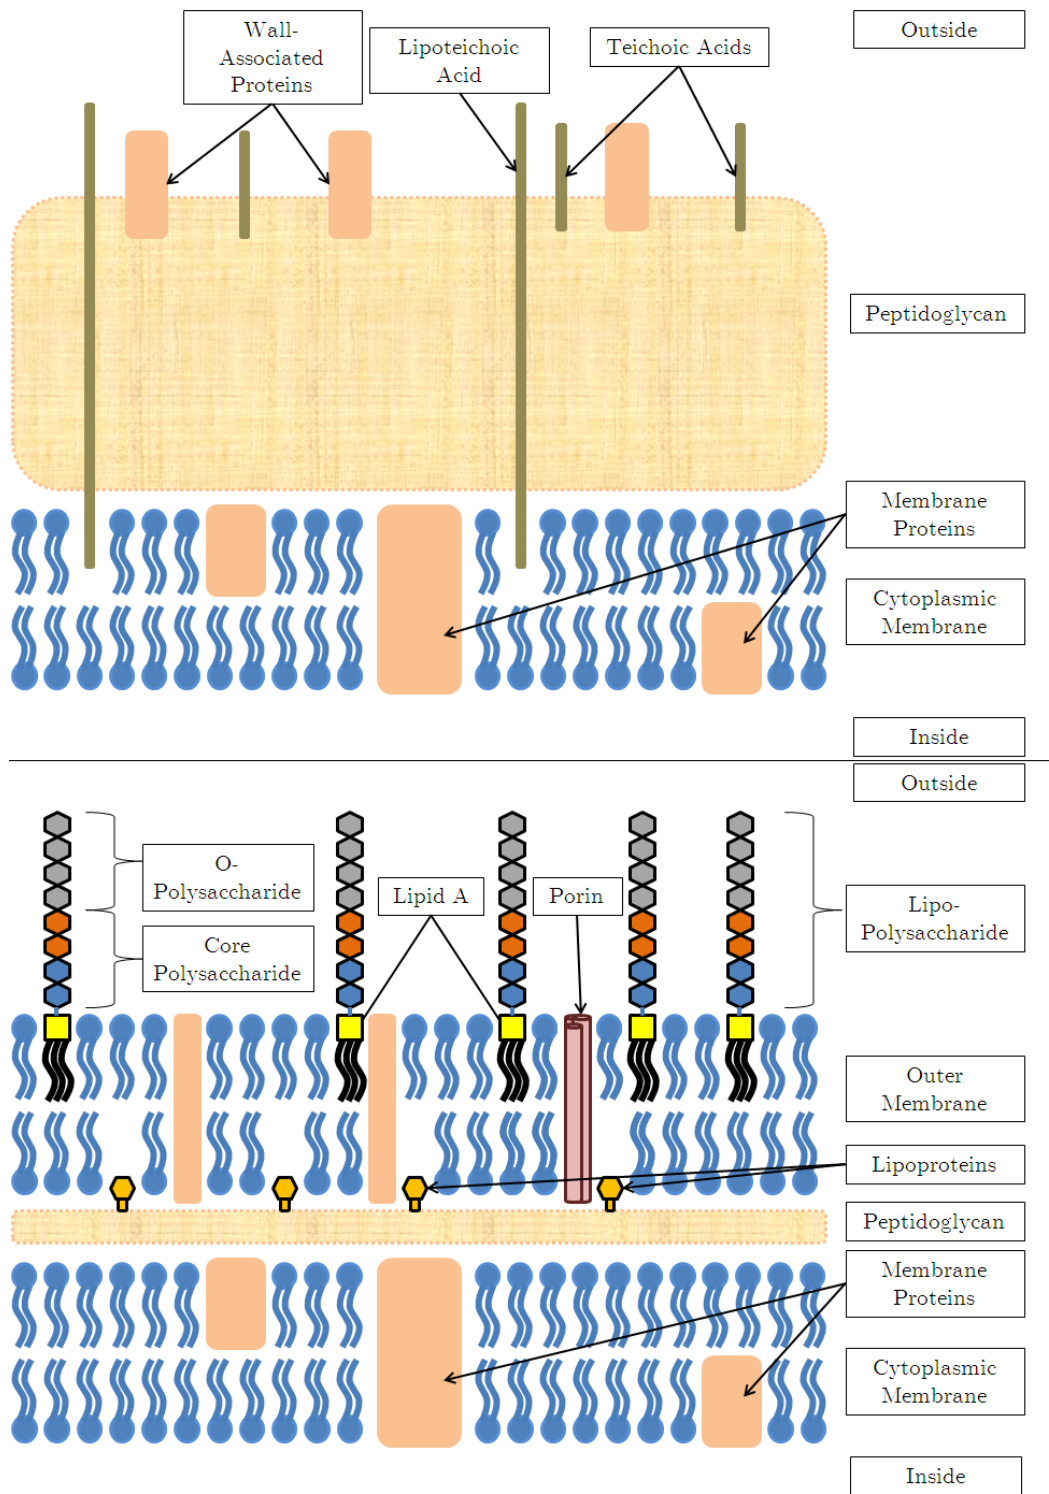 Wall-
Associated
Proteins
Lipoteichoic
Acid
Teichoic Acids
Outside
Peptidoglycan
Membrane
Proteins
Cytoplasmic
Membrane
Inside
Outside
O-
Polysaccharide
Core
Polysaccharide
Lipid A
Porin
Lipo-
Polysaccharide
Outer
Membrane
Lipoproteins
Peptidoglycan
Membrane
Proteins
Cytoplasmic
Membrane
Inside